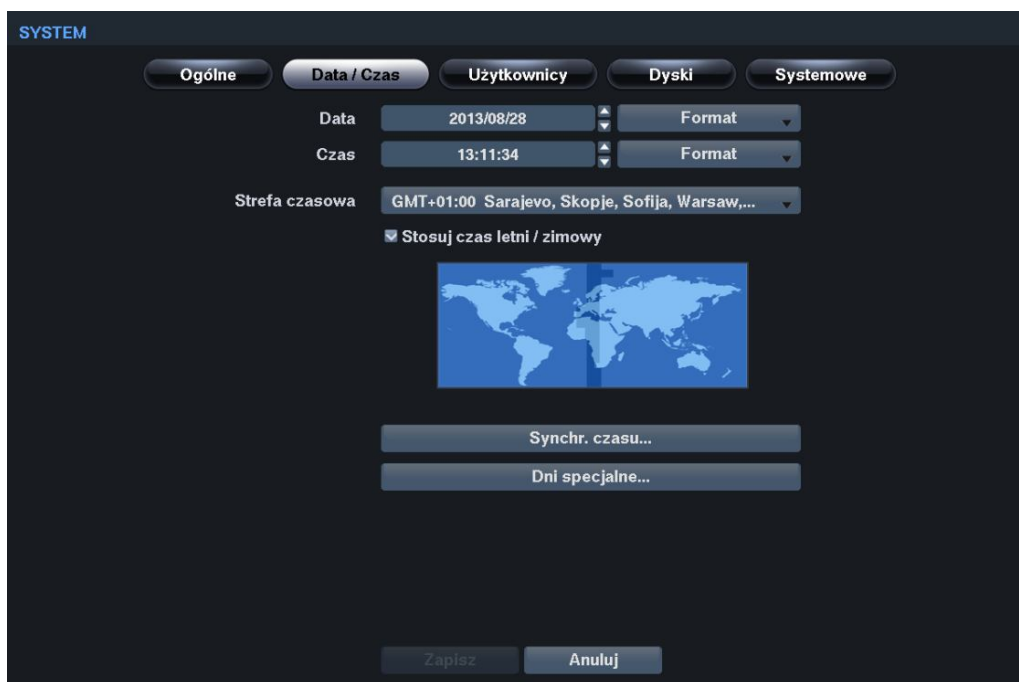 SYSTEM
Ogólne Data / Czas Użytkownicy Dyski Systemowe
Data 2013/08/28 Format
Czas 13:11:34 Format
Strefa czasowa GMT+01:00 Sarajevo, Skopje, Sofija, Warsaw,...
Stosuj czas letni / zimowy
Synchr. czasu...
Dni specjalne...
Zapisz Anuluj